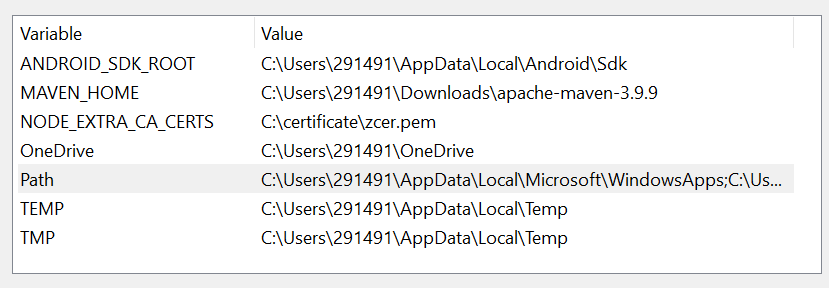 Variable Value
ANDROID_SDK_ROOT C:\Users\291491\AppData\Local\Android\Sdk
MAVEN_HOME C:\Users\291491\Downloads\apache-maven-3.9.9
NODE_EXTRA_CA_CERTS C:\certificate\zcer.pem
OneDrive C:\Users\291491\OneDrive
Path C:\Users\291491\AppData\Local\Microsoft\WindowsApps;C:\Us...
TEMP C:\Users\291491\AppData\Local\Temp
TMP C:\Users\291491\AppData\Local\Temp